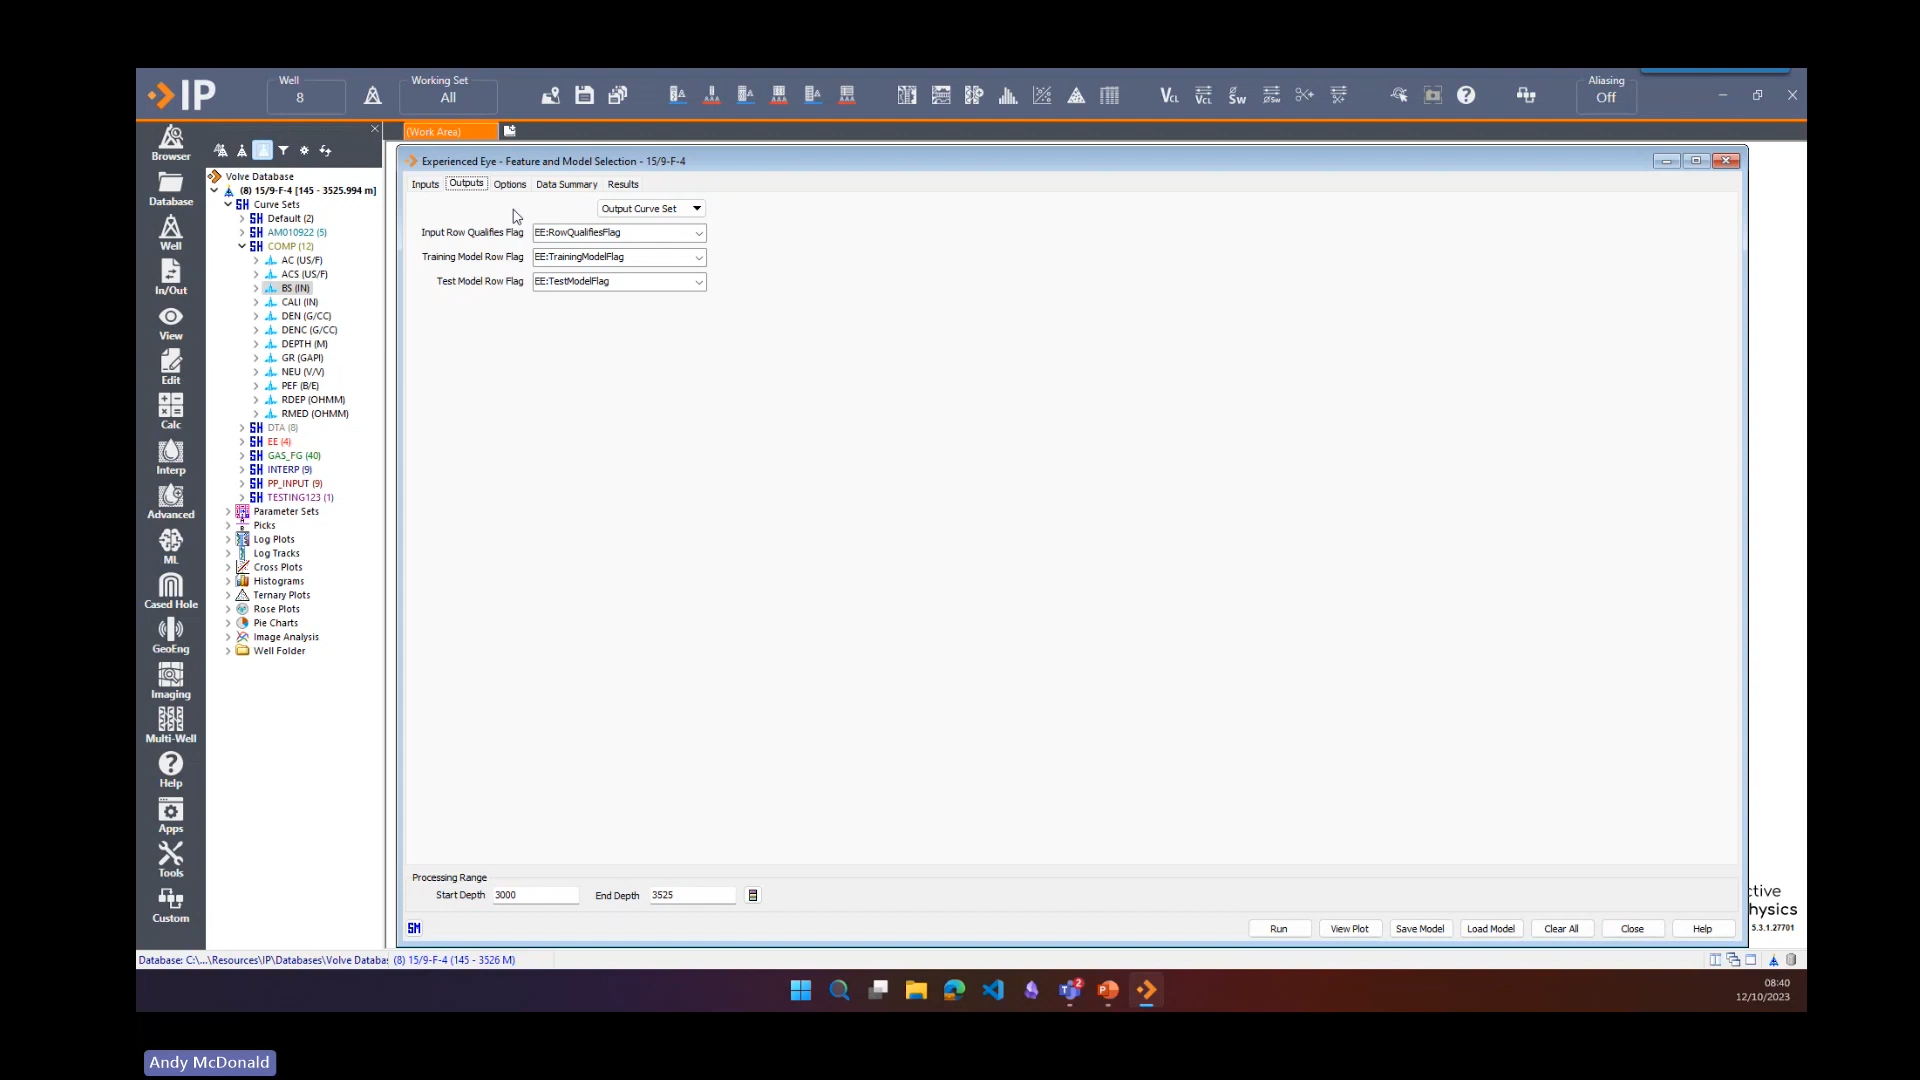 IP
Well
8
Working Set
All
Vcl
Vcl
Sw
Aliasing
Off
(Work Area)
Browser
Database
Well
In/Out
View
Edit
Calc
Interp
Advanced
ML
Cased Hole
GeoEng
Imaging
Multi-Well
Help
Apps
Tools
Custom
Volve Database
(8) 15/9-F-4 [145 - 3525.994 m]
Curve Sets
Default (2)
AM010922 (5)
COMP (12)
AC (US/F)
ACS (US/F)
BS (IN)
CALI (IN)
DEN (G/CC)
DENC (G/CC)
DEPTH (M)
GR (GAPI)
NEU (V/V)
PEF (B/E)
RDEP (OHMM)
RMED (OHMM)
DTA (8)
EE (4)
GAS_FG (40)
INTERP (9)
PP_INPUT (9)
TESTING123 (1)
Parameter Sets
Picks
Log Plots
Log Tracks
Cross Plots
Histograms
Ternary Plots
Rose Plots
Pie Charts
Image Analysis
Well Folder
Experienced Eye - Feature and Model Selection - 15/9-F-4
Inputs Outputs Options Data Summary Results
Output Curve Set
Input Row Qualifies Flag EE:RowQualifiesFlag
Training Model Row Flag EE:TrainingModelFlag
Test Model Row Flag EE:TestModelFlag
Processing Range
Start Depth 3000 End Depth 3525
SM
Run View Plot Save Model Load Model Clear All Close Help
ctive
hysics
5.3.1.27701
Database: C:\...\Resources\IP\Databases\Volve Databas (8) 15/9-F-4 (145 - 3526 M)
2
08:40
12/10/2023
Andy McDonald